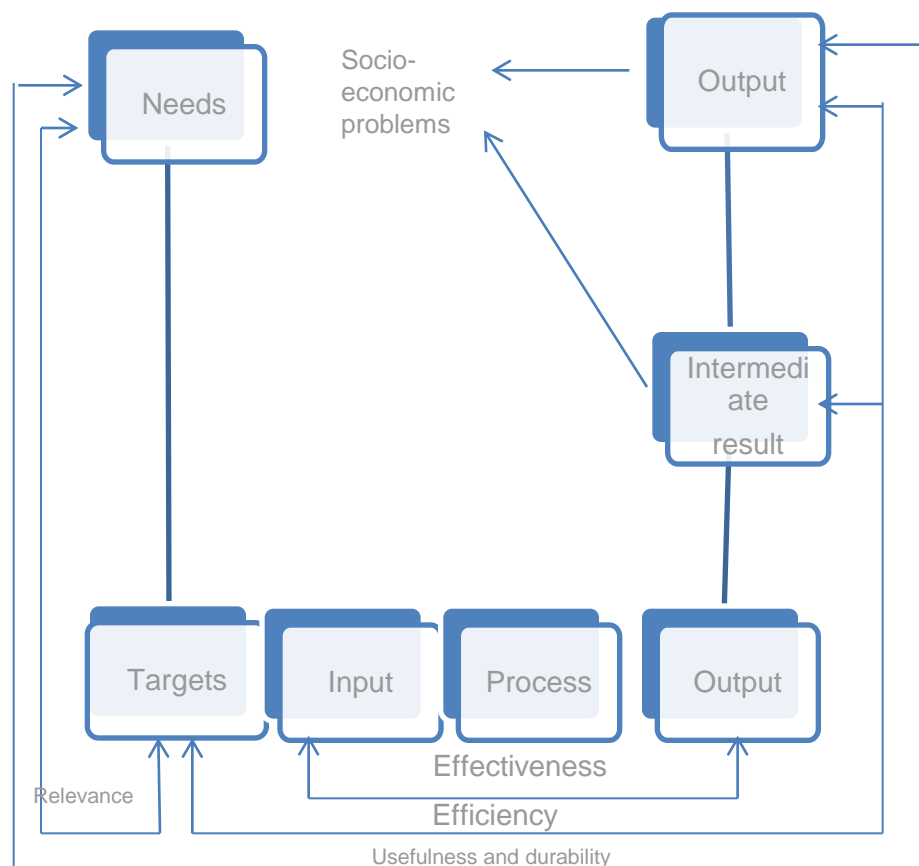 Needs
Socio-
economic
problems
Output
Intermedi
ate
result
Targets
Input
Process
Output
Effectiveness
Relevance
Efficiency
Usefulness and durability